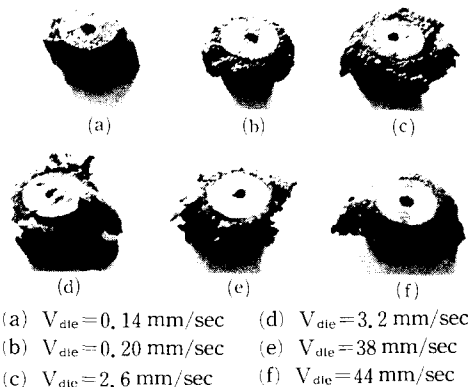 (a)
(b)
(c)
(d)
(e)
(f)
(a) Vdie=0.14 mm/sec (d) Vdie=3.2 mm/sec
(b) Vdie=0.20 mm/sec (e) Vdie=38 mm/sec
(c) Vdie=2.6 mm/sec (f) Vdie=44 mm/sec